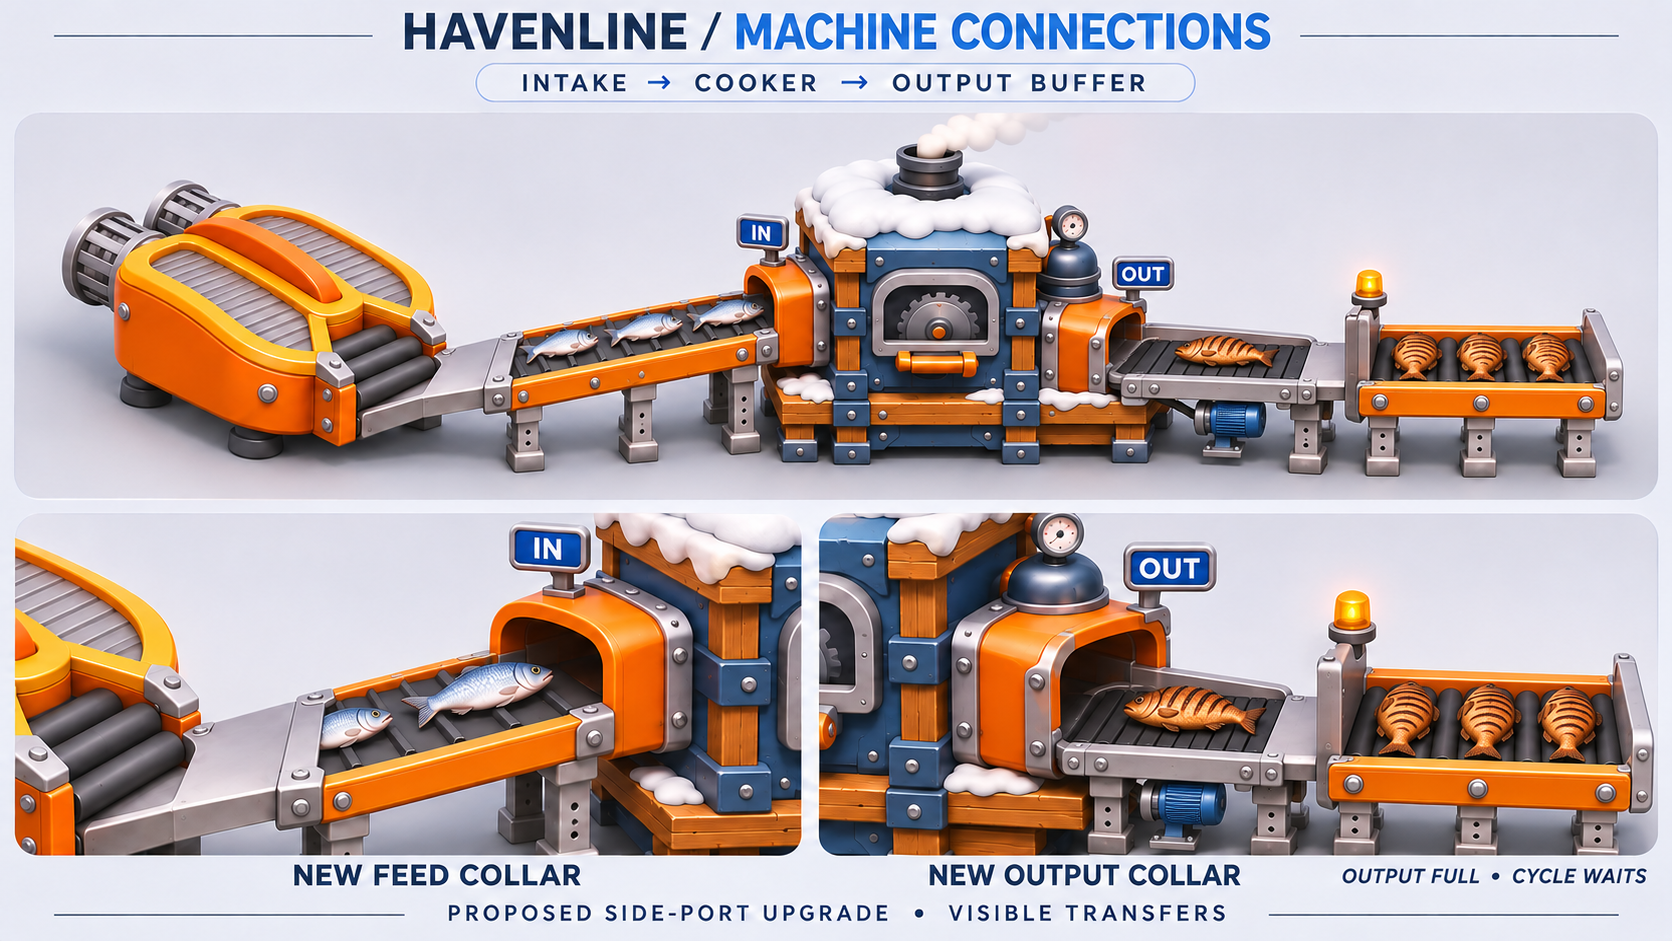 HAVENLINE / MACHINE CONNECTIONS
INTAKE → COOKER → OUTPUT BUFFER
IN
OUT
IN
OUT
NEW FEED COLLAR
NEW OUTPUT COLLAR
OUTPUT FULL • CYCLE WAITS
PROPOSED SIDE-PORT UPGRADE • VISIBLE TRANSFERS